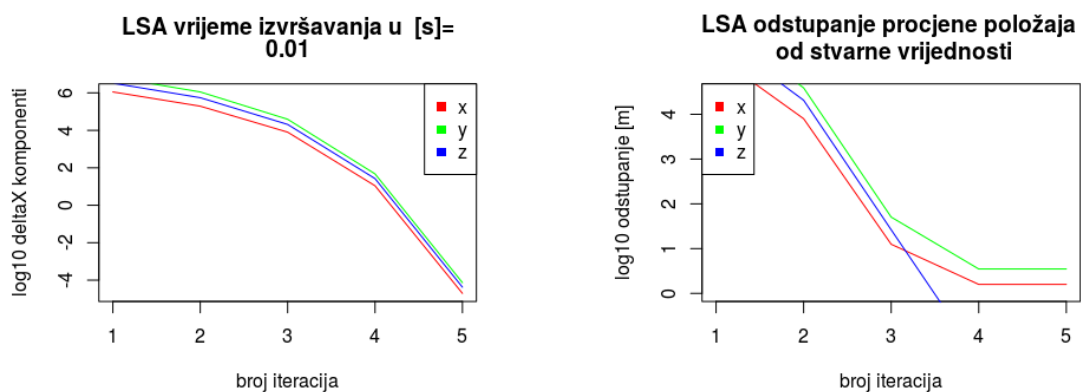 LSA vrijeme izvršavanja u  [s]=
0.01
log10 deltaX komponenti
6
4
2
0
-2
-4
x
y
z
1
2
3
4
5
broj iteracija
LSA odstupanje procjene položaja
od stvarne vrijednosti
log10 odstupanje [m]
4
3
2
1
0
x
y
z
1
2
3
4
5
broj iteracija